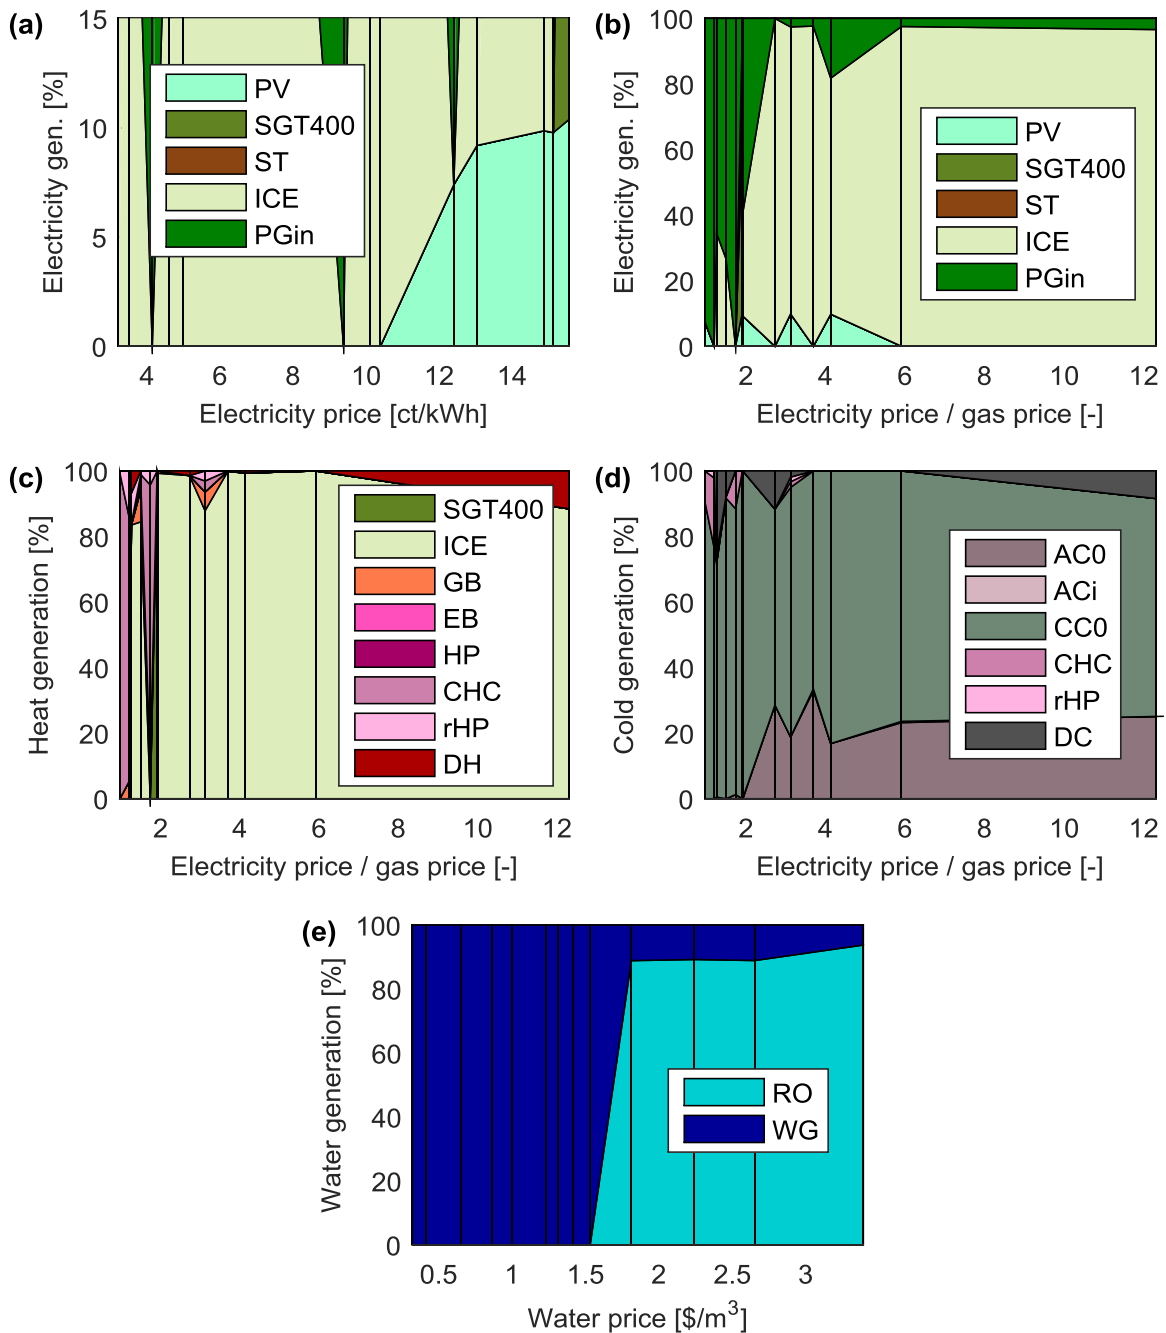 (a)
15
10
5
0
Electricity gen. [%]
PV
SGT400
ST
ICE
PGin
4 6 8 10 12 14
Electricity price [ct/kWh]
(b)
100
80
60
40
20
0
Electricity gen. [%]
PV
SGT400
ST
ICE
PGin
2 4 6 8 10 12
Electricity price / gas price [-]
(c)
100
80
60
40
20
0
Heat generation [%]
SGT400
ICE
GB
EB
HP
CHC
rHP
DH
2 4 6 8 10 12
Electricity price / gas price [-]
(d)
100
80
60
40
20
0
Cold generation [%]
AC0
ACi
CC0
CHC
rHP
DC
2 4 6 8 10 12
Electricity price / gas price [-]
(e)
100
80
60
40
20
0
Water generation [%]
RO
WG
0.5 1 1.5 2 2.5 3
Water price [$/m³]